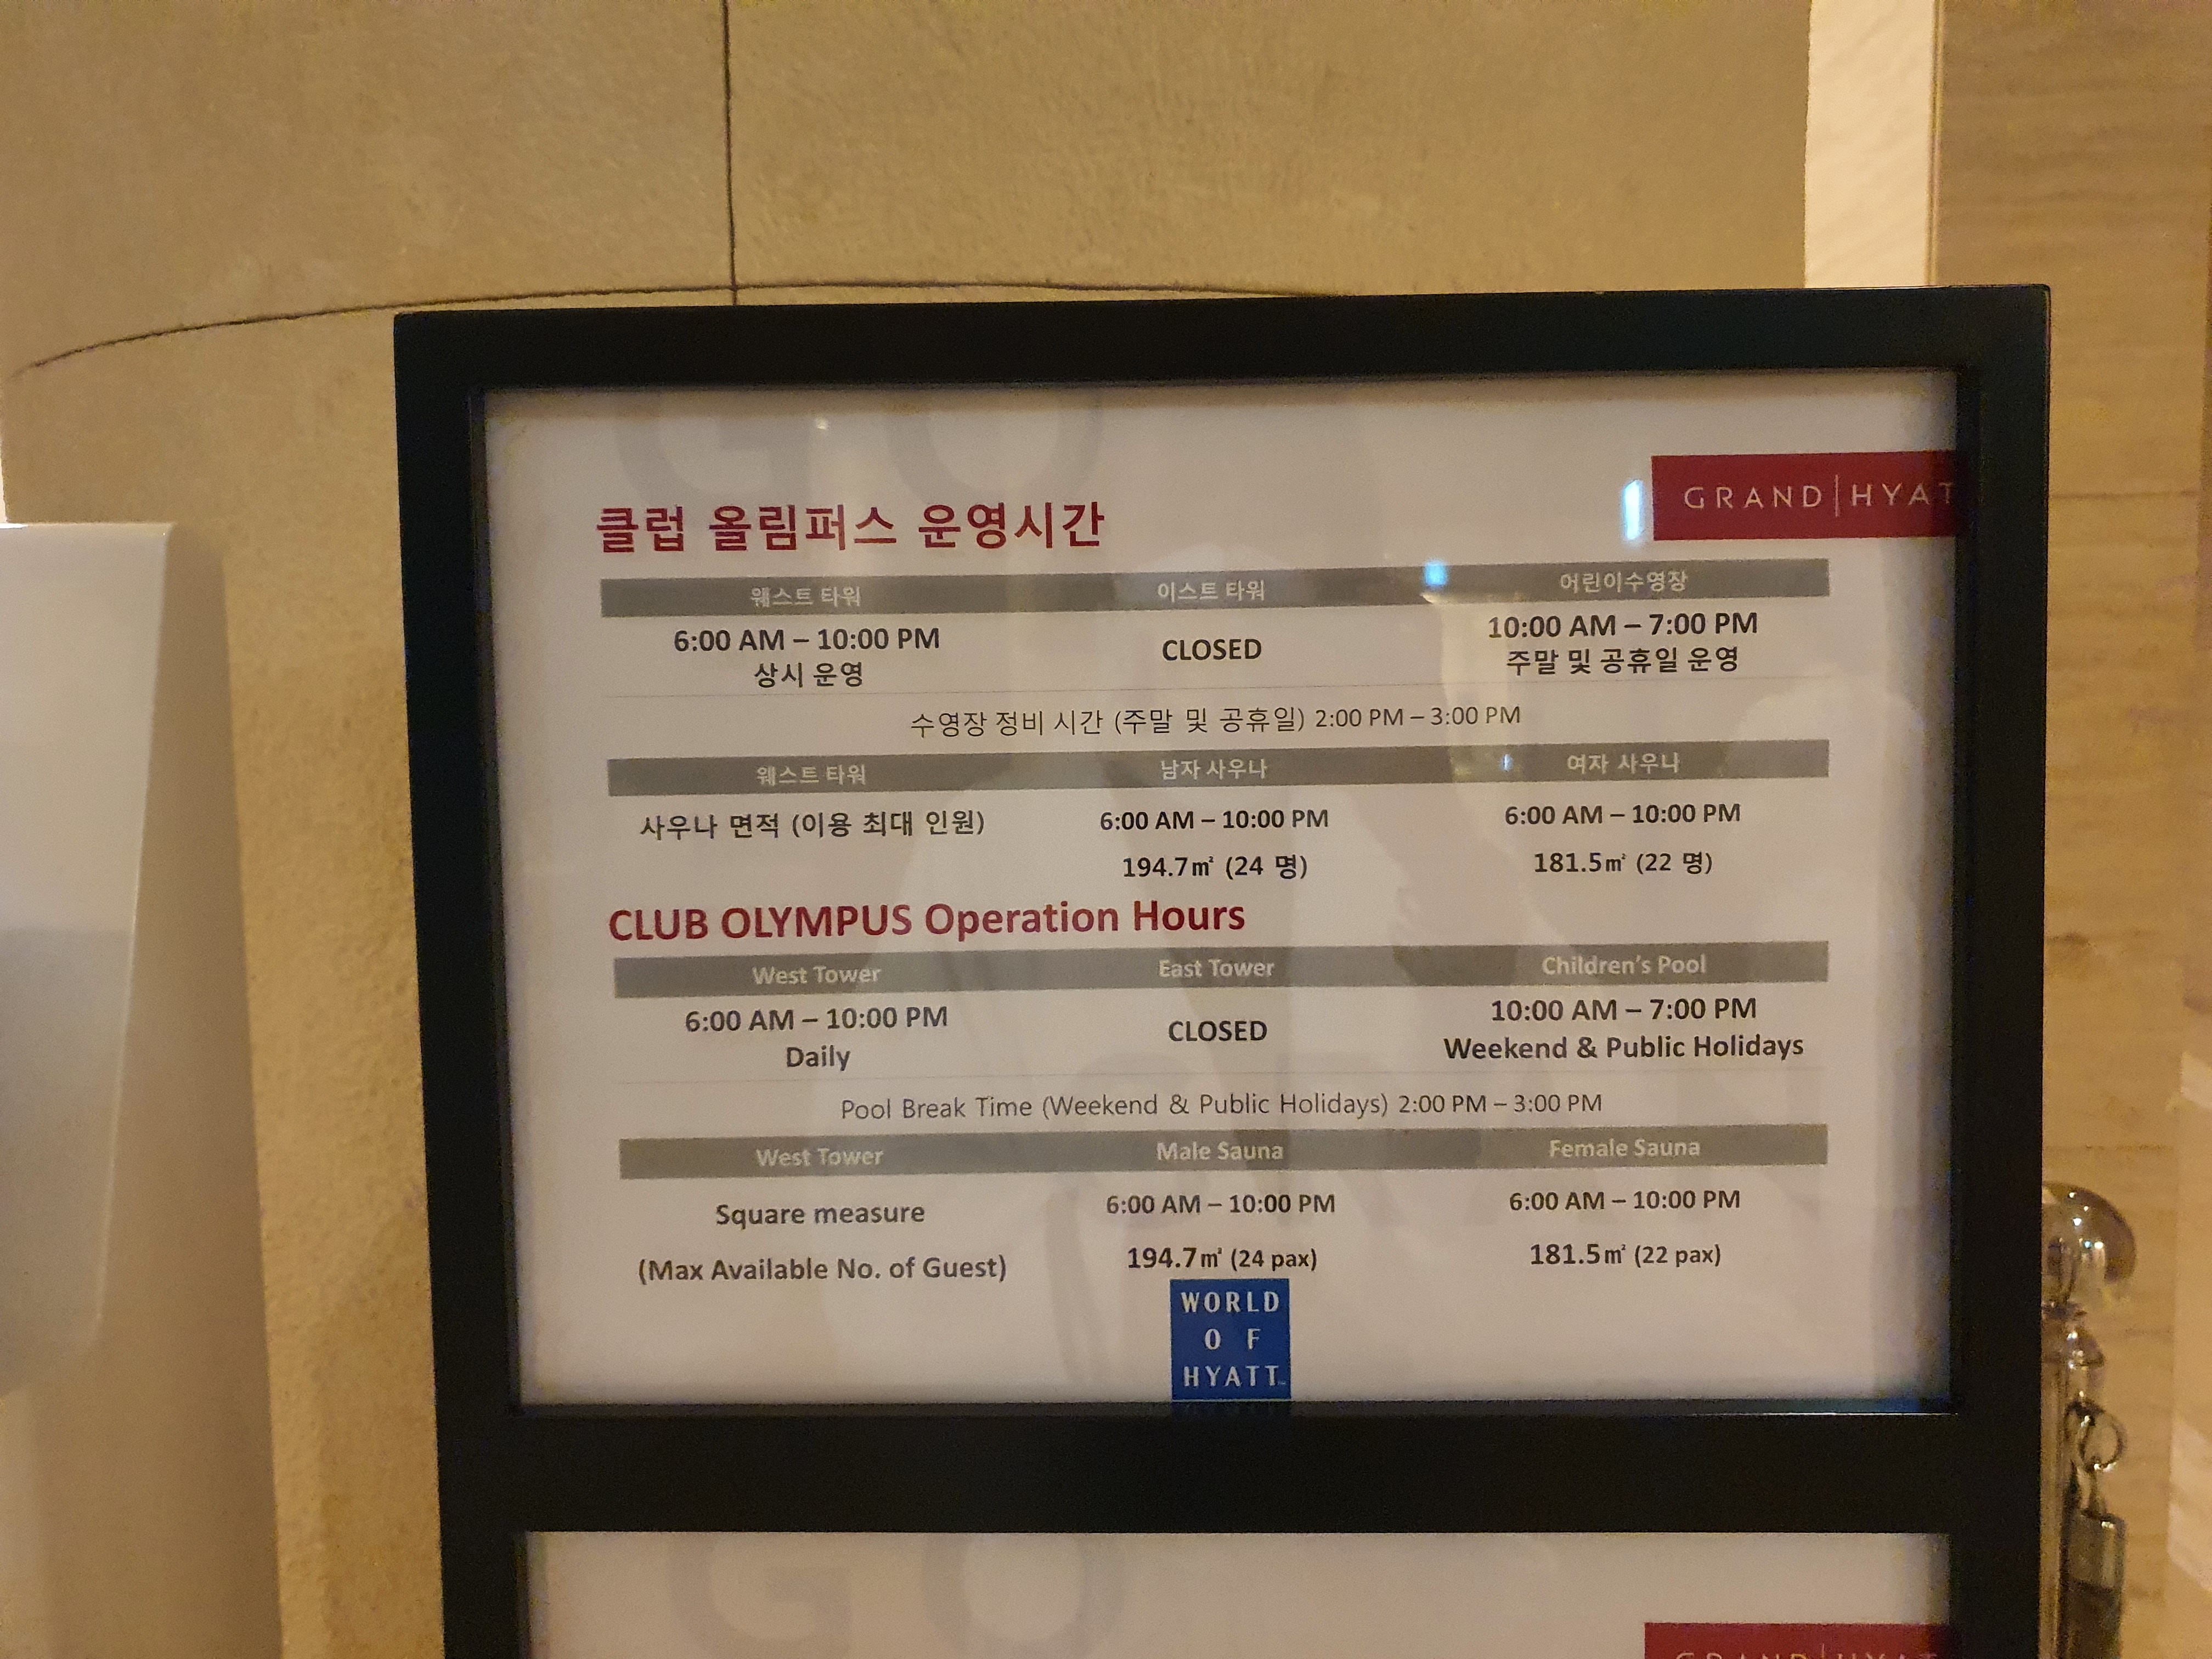 GRAND | HYAT
클럽 올림퍼스 운영시간
웨스트 타워 이스트 타워 어린이수영장
6:00 AM – 10:00 PM CLOSED 10:00 AM – 7:00 PM
상시 운영 주말 및 공휴일 운영
수영장 정비 시간 (주말 및 공휴일) 2:00 PM – 3:00 PM
웨스트 타워 남자 사우나 여자 사우나
사우나 면적 (이용 최대 인원) 6:00 AM – 10:00 PM 6:00 AM – 10:00 PM
194.7㎡ (24 명) 181.5㎡ (22 명)
CLUB OLYMPUS Operation Hours
West Tower East Tower Children's Pool
6:00 AM – 10:00 PM CLOSED 10:00 AM – 7:00 PM
Daily Weekend & Public Holidays
Pool Break Time (Weekend & Public Holidays) 2:00 PM – 3:00 PM
West Tower Male Sauna Female Sauna
Square measure 6:00 AM – 10:00 PM 6:00 AM – 10:00 PM
(Max Available No. of Guest) 194.7㎡ (24 pax) 181.5㎡ (22 pax)
WORLD
OF
HYATT
GO
GRAND | HYAT